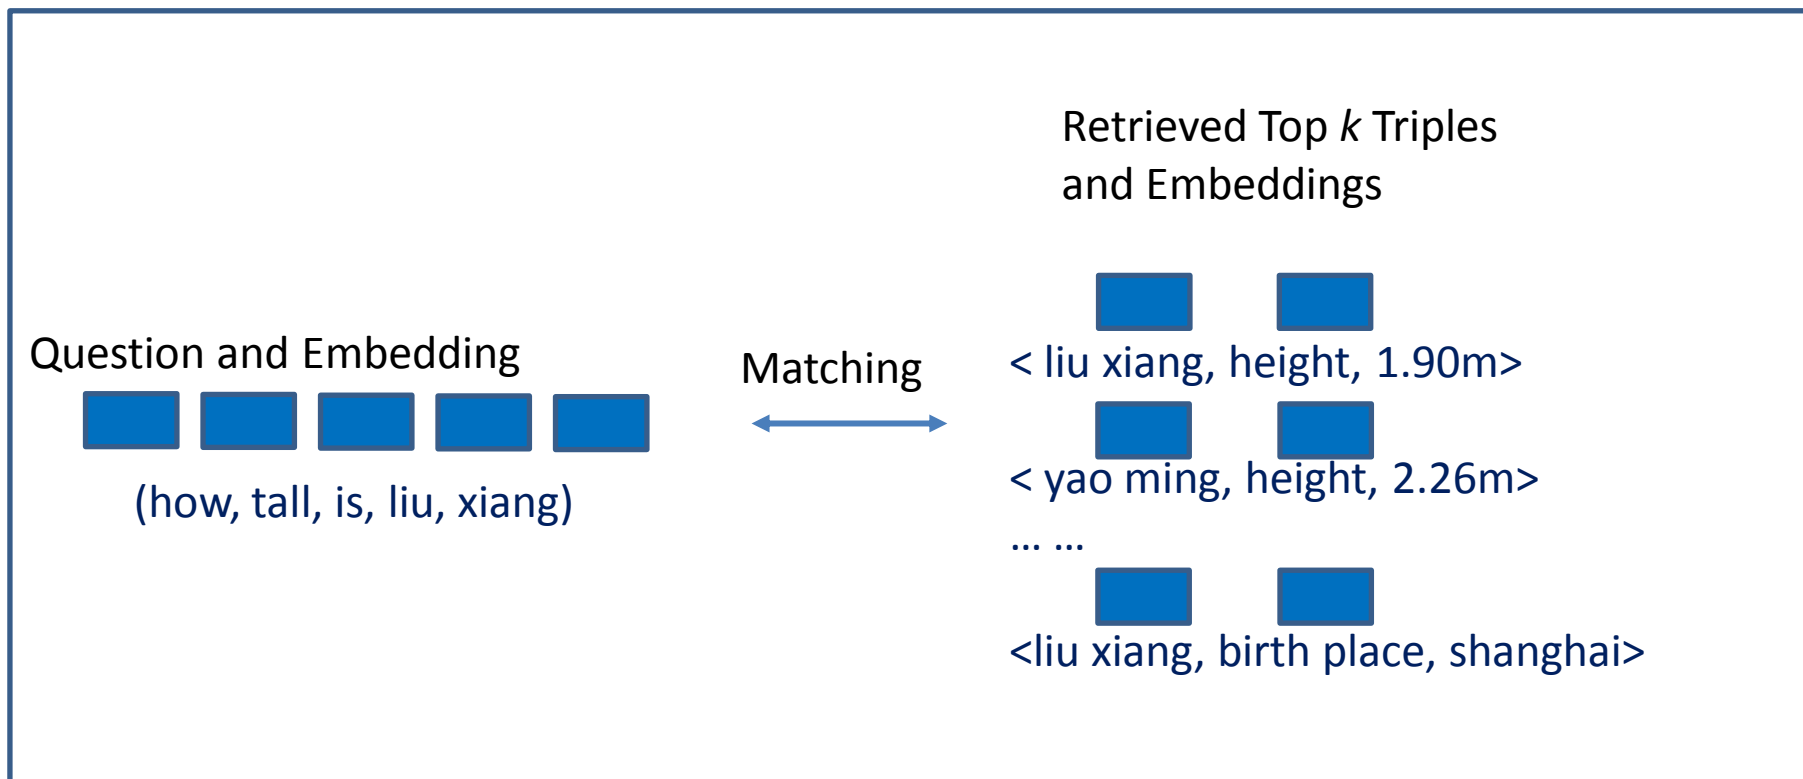 Question and Embedding
(how, tall, is, liu, xiang)
Matching
Retrieved Top k Triples
and Embeddings
< liu xiang, height, 1.90m>
< yao ming, height, 2.26m>
... ...
<liu xiang, birth place, shanghai>